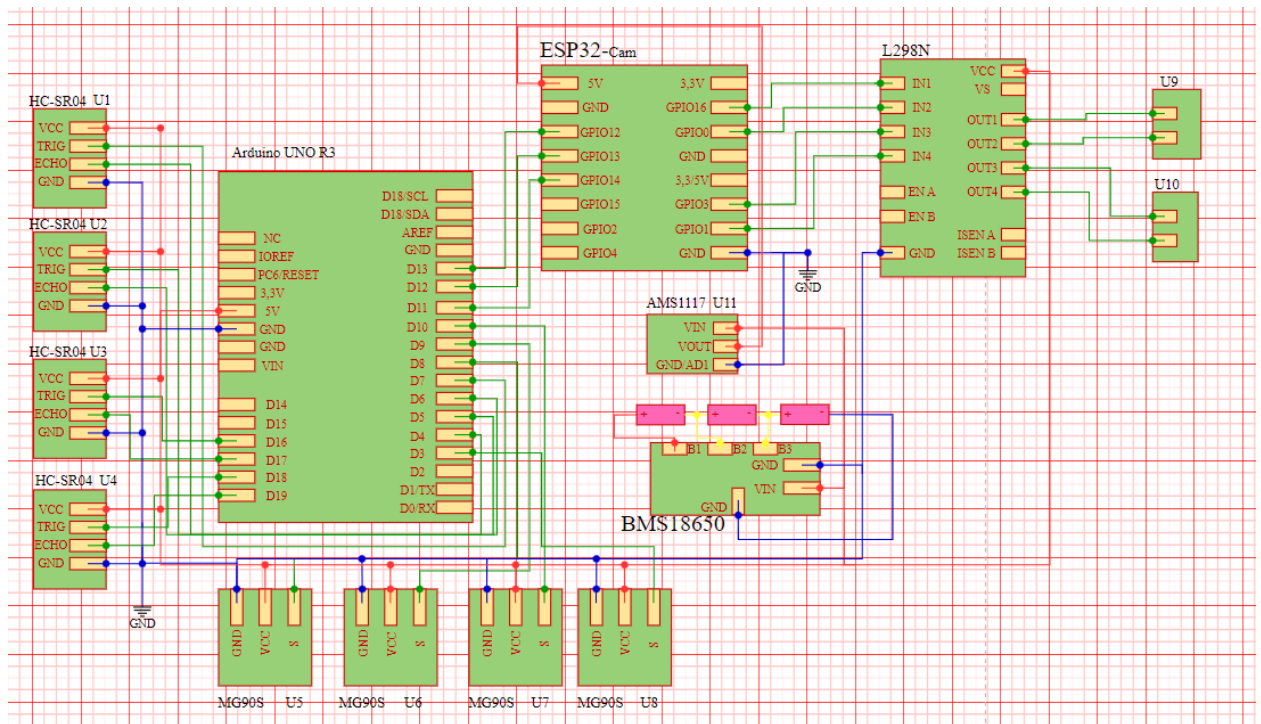 HC-SR04 U1
VCC
TRIG
ECHO
GND
HC-SR04 U2
VCC
TRIG
ECHO
GND
HC-SR04 U3
VCC
TRIG
ECHO
GND
HC-SR04 U4
VCC
TRIG
ECHO
GND
GND
Arduino UNO R3
NC
IOREF
PC6/RESET
3,3V
5V
GND
GND
VIN
D14
D15
D16
D17
D18
D19
D18/SCL
D18/SDA
AREF
GND
D13
D12
D11
D10
D9
D8
D7
D6
D5
D4
D3
D2
D1/TX
D0/RX
ESP32-Cam
5V
GND
GPIO12
GPIO13
GPIO14
GPIO15
GPIO2
GPIO4
3,3V
GPIO16
GPIO0
GND
3,3/5V
GPIO3
GPIO1
GND
GND
L298N
IN1
IN2
IN3
IN4
EN A
EN B
GND
VCC
VS
OUT1
OUT2
OUT3
OUT4
ISEN A
ISEN B
U9
U10
AMS1117 U11
VIN
VOUT
GND/AD1
+ -
+ -
+ -
B1
B2
B3
GND
VIN
GND
BMS18650
GND
VCC
S
MG90S U5
GND
VCC
S
MG90S U6
GND
VCC
S
MG90S U7
GND
VCC
S
MG90S U8